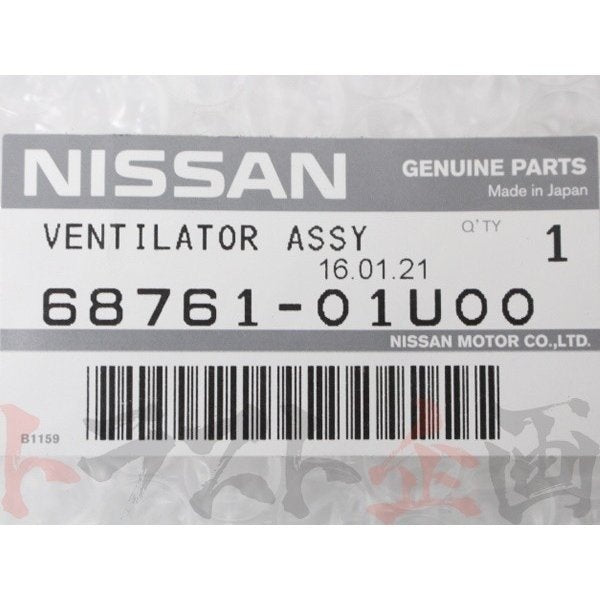 NISSAN
GENUINE PARTS
Made in Japan
VENTILATOR ASSY
Q'TY 1
16.01.21
68761-01U00
NISSAN MOTOR CO.,LTD.
B1159
トラスト企画